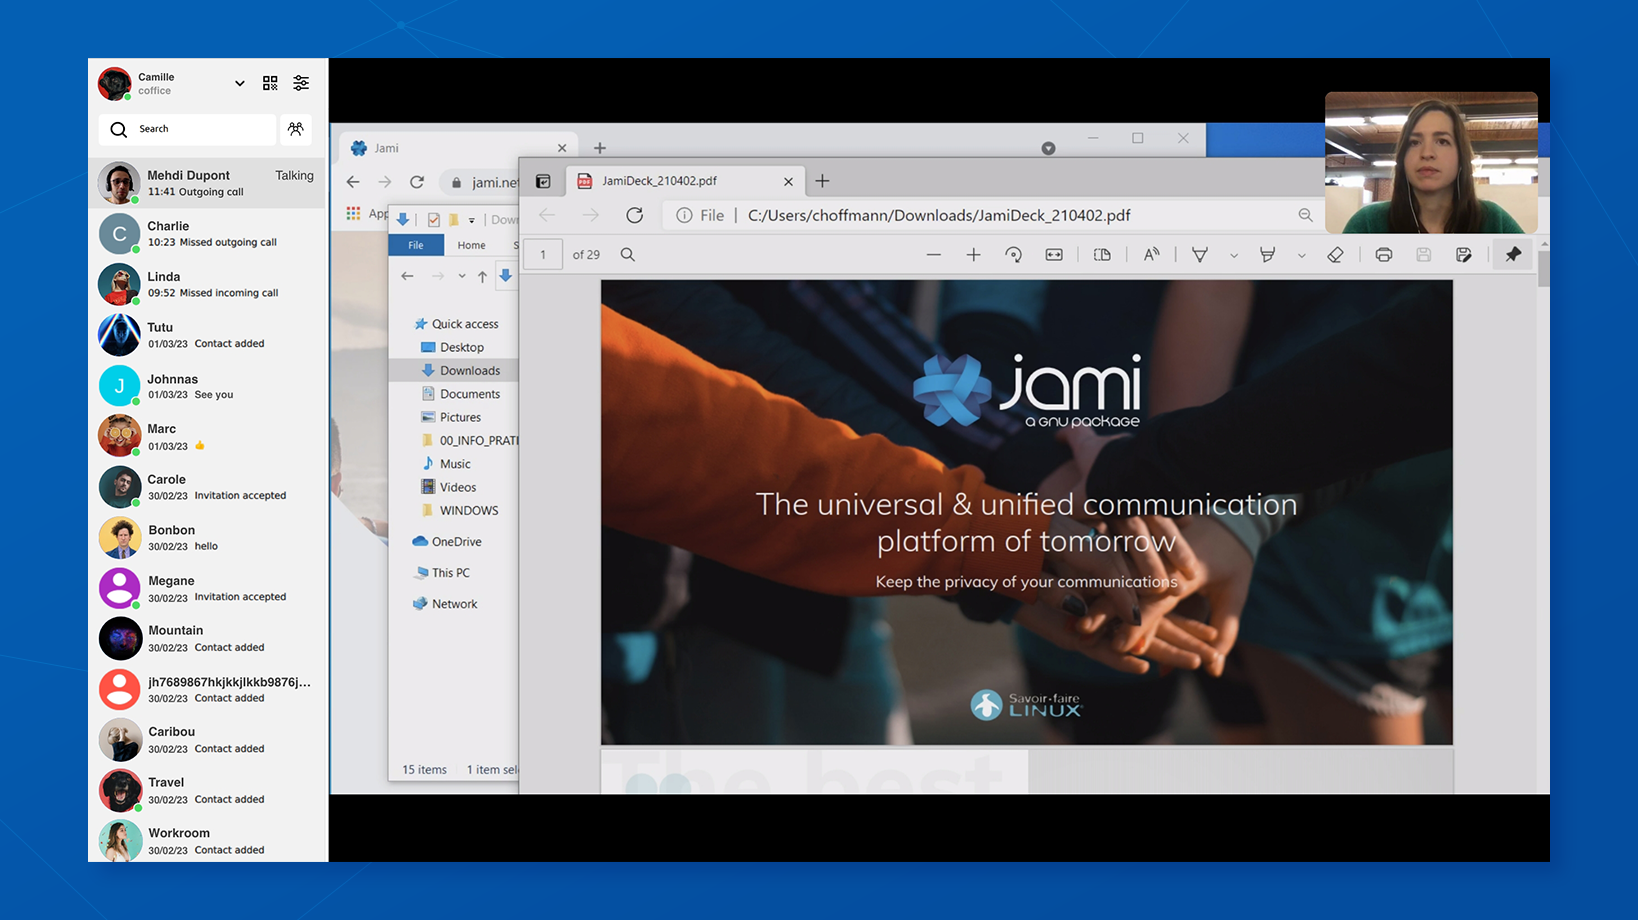 Camille
coffice
Search
Mehdi Dupont Talking
11:41 Outgoing call
C
Charlie
10:23 Missed outgoing call
Linda
09:52 Missed incoming call
Tutu
01/03/23 Contact added
J
Johnnas
01/03/23 See you
Marc
01/03/23 👍
Carole
30/02/23 Invitation accepted
Bonbon
30/02/23 hello
Megane
30/02/23 Invitation accepted
Mountain
30/02/23 Contact added
jh7689867hkjkkjlkkb9876j...
30/02/23 Contact added
Caribou
30/02/23 Contact added
Travel
30/02/23 Contact added
Workroom
30/02/23 Contact added
Jami
jami.net
App
Down
File Home S
Quick access
Desktop
Downloads
Documents
Pictures
00_INFO_PRATI
Music
Videos
WINDOWS
OneDrive
This PC
Network
15 items 1 item sel
PDF JamiDeck_210402.pdf
File | C:/Users/choffmann/Downloads/JamiDeck_210402.pdf
1 of 29
jami
a GNU package
The universal & unified communication
platform of tomorrow
Keep the privacy of your communications
Savoir-faire
LINUX
The best